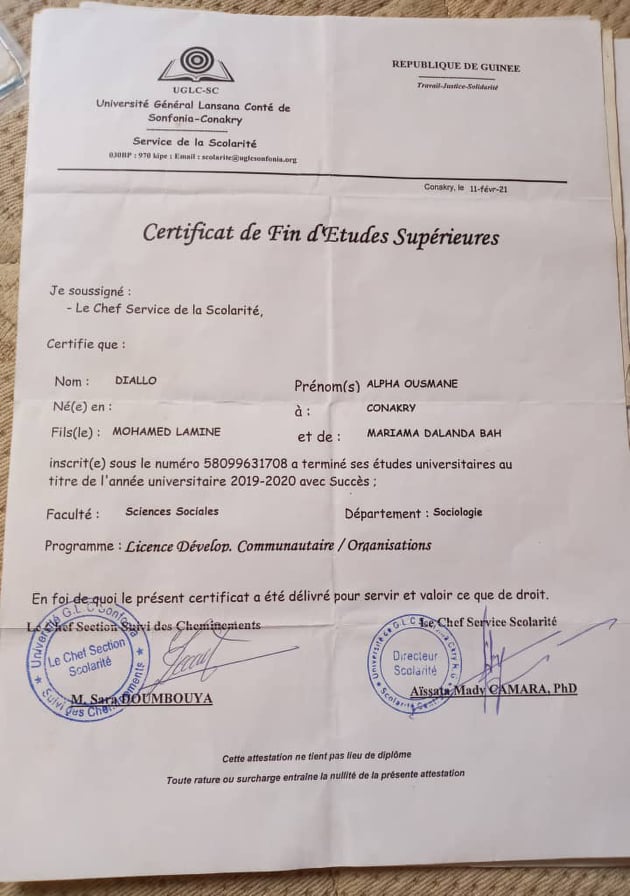 UGLC-SC
Université Général Lansana Conté de
Sonfonia-Conakry
Service de la Scolarité
030BP : 970 kipe : Email : scolarite@uglcsonfonia.org
REPUBLIQUE DE GUINEE
Travail-Justice-Solidarité
Conakry, le 11-févr-21
Certificat de Fin d'Etudes Supérieures
Je soussigné :
- Le Chef Service de la Scolarité,
Certifie que :
Nom : DIALLO Prénom(s) ALPHA OUSMANE
Né(e) en : à : CONAKRY
Fils(le) : MOHAMED LAMINE et de : MARIAMA DALANDA BAH
inscrit(e) sous le numéro 58099631708 a terminé ses études universitaires au
titre de l'année universitaire 2019-2020 avec Succès ;
Faculté : Sciences Sociales Département : Sociologie
Programme : Licence Dévelop. Communautaire / Organisations
En foi de quoi le présent certificat a été délivré pour servir et valoir ce que de droit.
Le Chef Section Suivi des Cheminements Le Chef Service Scolarité
Université G.L.C Sonfonia
Le Chef Section
Scolarité
Suivi des Cheminements
Directeur
Scolarité
M. Sara DOUMBOUYA Aïssata Mady CAMARA, PhD
Cette attestation ne tient pas lieu de diplôme
Toute rature ou surcharge entraîne la nullité de la présente attestation